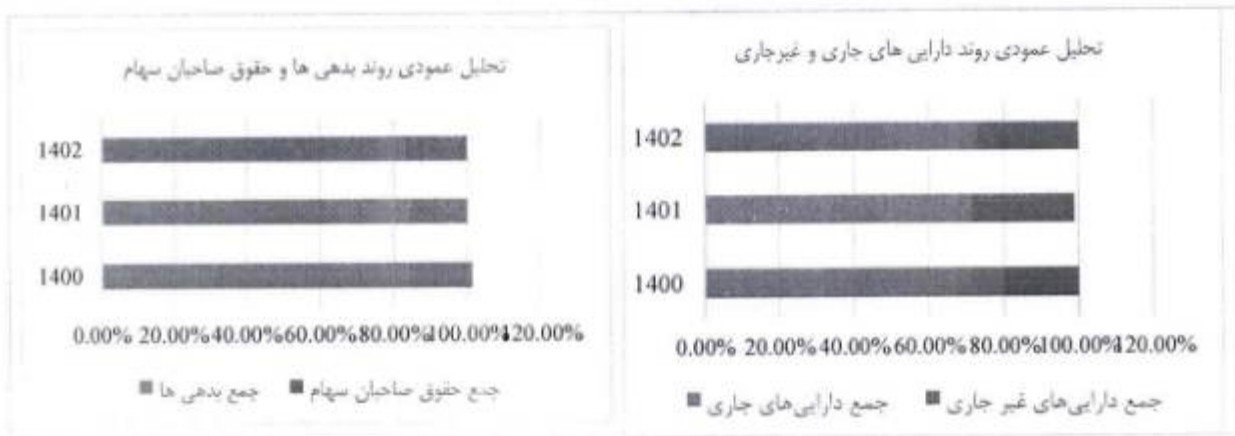 تحلیل عمودی روند دارایی های جاری و غیرجاری
1402
1401
1400
0.00% 20.00% 40.00% 60.00% 80.00% 100.00% 120.00%
جمع دارایی‌های جاری جمع دارایی‌های غیر جاری
تحلیل عمودی روند بدهی ها و حقوق صاحبان سهام
1402
1401
1400
0.00% 20.00% 40.00% 60.00% 80.00% 100.00% 120.00%
جمع بدهی ها جمع حقوق صاحبان سهام